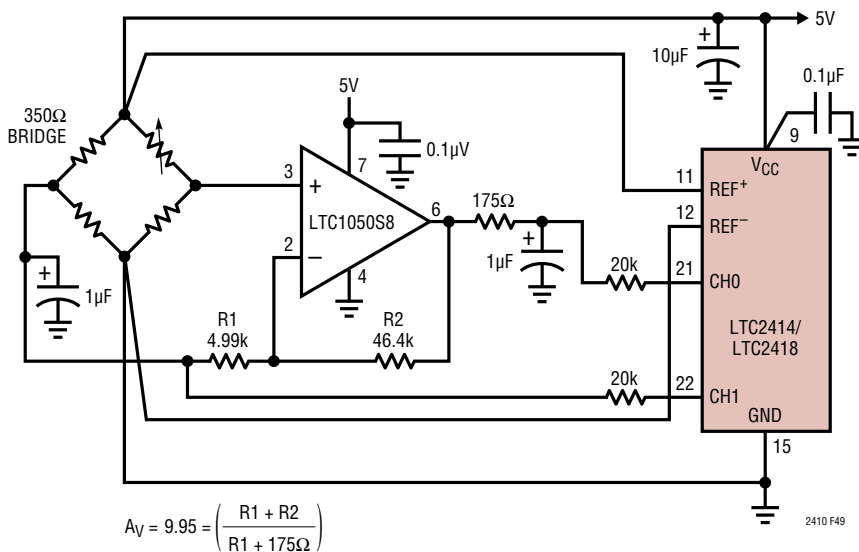 5V
10µF
0.1µF
350Ω
BRIDGE
5V
0.1µV
9
VCC
3
7
11
REF+
+
LTC1050S8
6
175Ω
12
REF−
2
−
4
1µF
20k
21
CH0
1µF
R1
4.99k
R2
46.4k
LTC2414/
LTC2418
20k
22
CH1
GND
15
AV = 9.95 = (R1 + R2 / R1 + 175Ω)
2410 F49